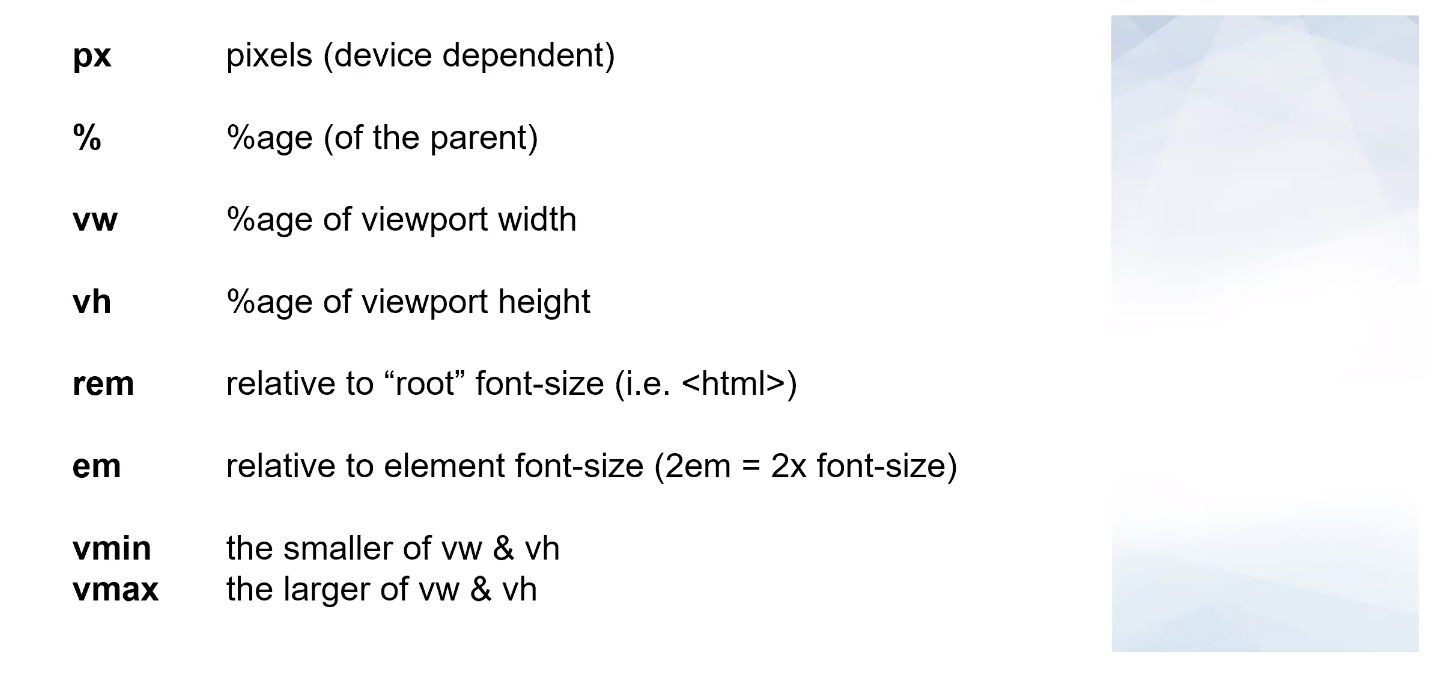 px pixels (device dependent)
% %age (of the parent)
vw %age of viewport width
vh %age of viewport height
rem relative to “root” font-size (i.e. <html>)
em relative to element font-size (2em = 2x font-size)
vmin the smaller of vw & vh
vmax the larger of vw & vh